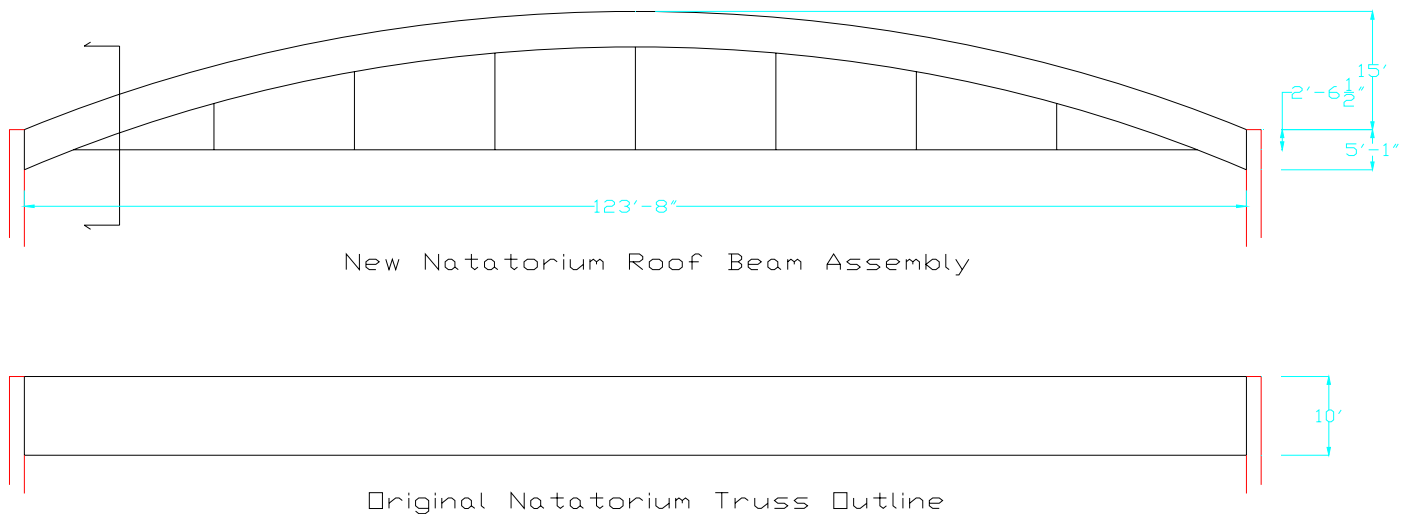 15'
2'-6 1/2"
5'-1"
123'-8"
New Natatorium Roof Beam Assembly
10'
Original Natatorium Truss Outline